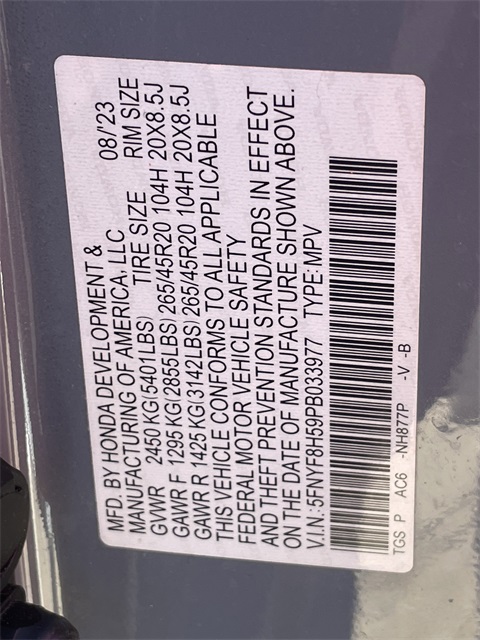 MFD. BY HONDA DEVELOPMENT & 08/'23
MANUFACTURING OF AMERICA, LLC
TIRE SIZE RIM SIZE
GVWR 2450 KG(5401LBS)
GAWR F 1295 KG(2855LBS) 265/45R20 104H 20X8.5J
GAWR R 1425 KG(3142LBS) 265/45R20 104H 20X8.5J
THIS VEHICLE CONFORMS TO ALL APPLICABLE
FEDERAL MOTOR VEHICLE SAFETY
AND THEFT PREVENTION STANDARDS IN EFFECT
ON THE DATE OF MANUFACTURE SHOWN ABOVE.
V.I.N.: 5FNYF8H69PB033977 TYPE: MPV
TGS P AC6 -NH877P -V -B